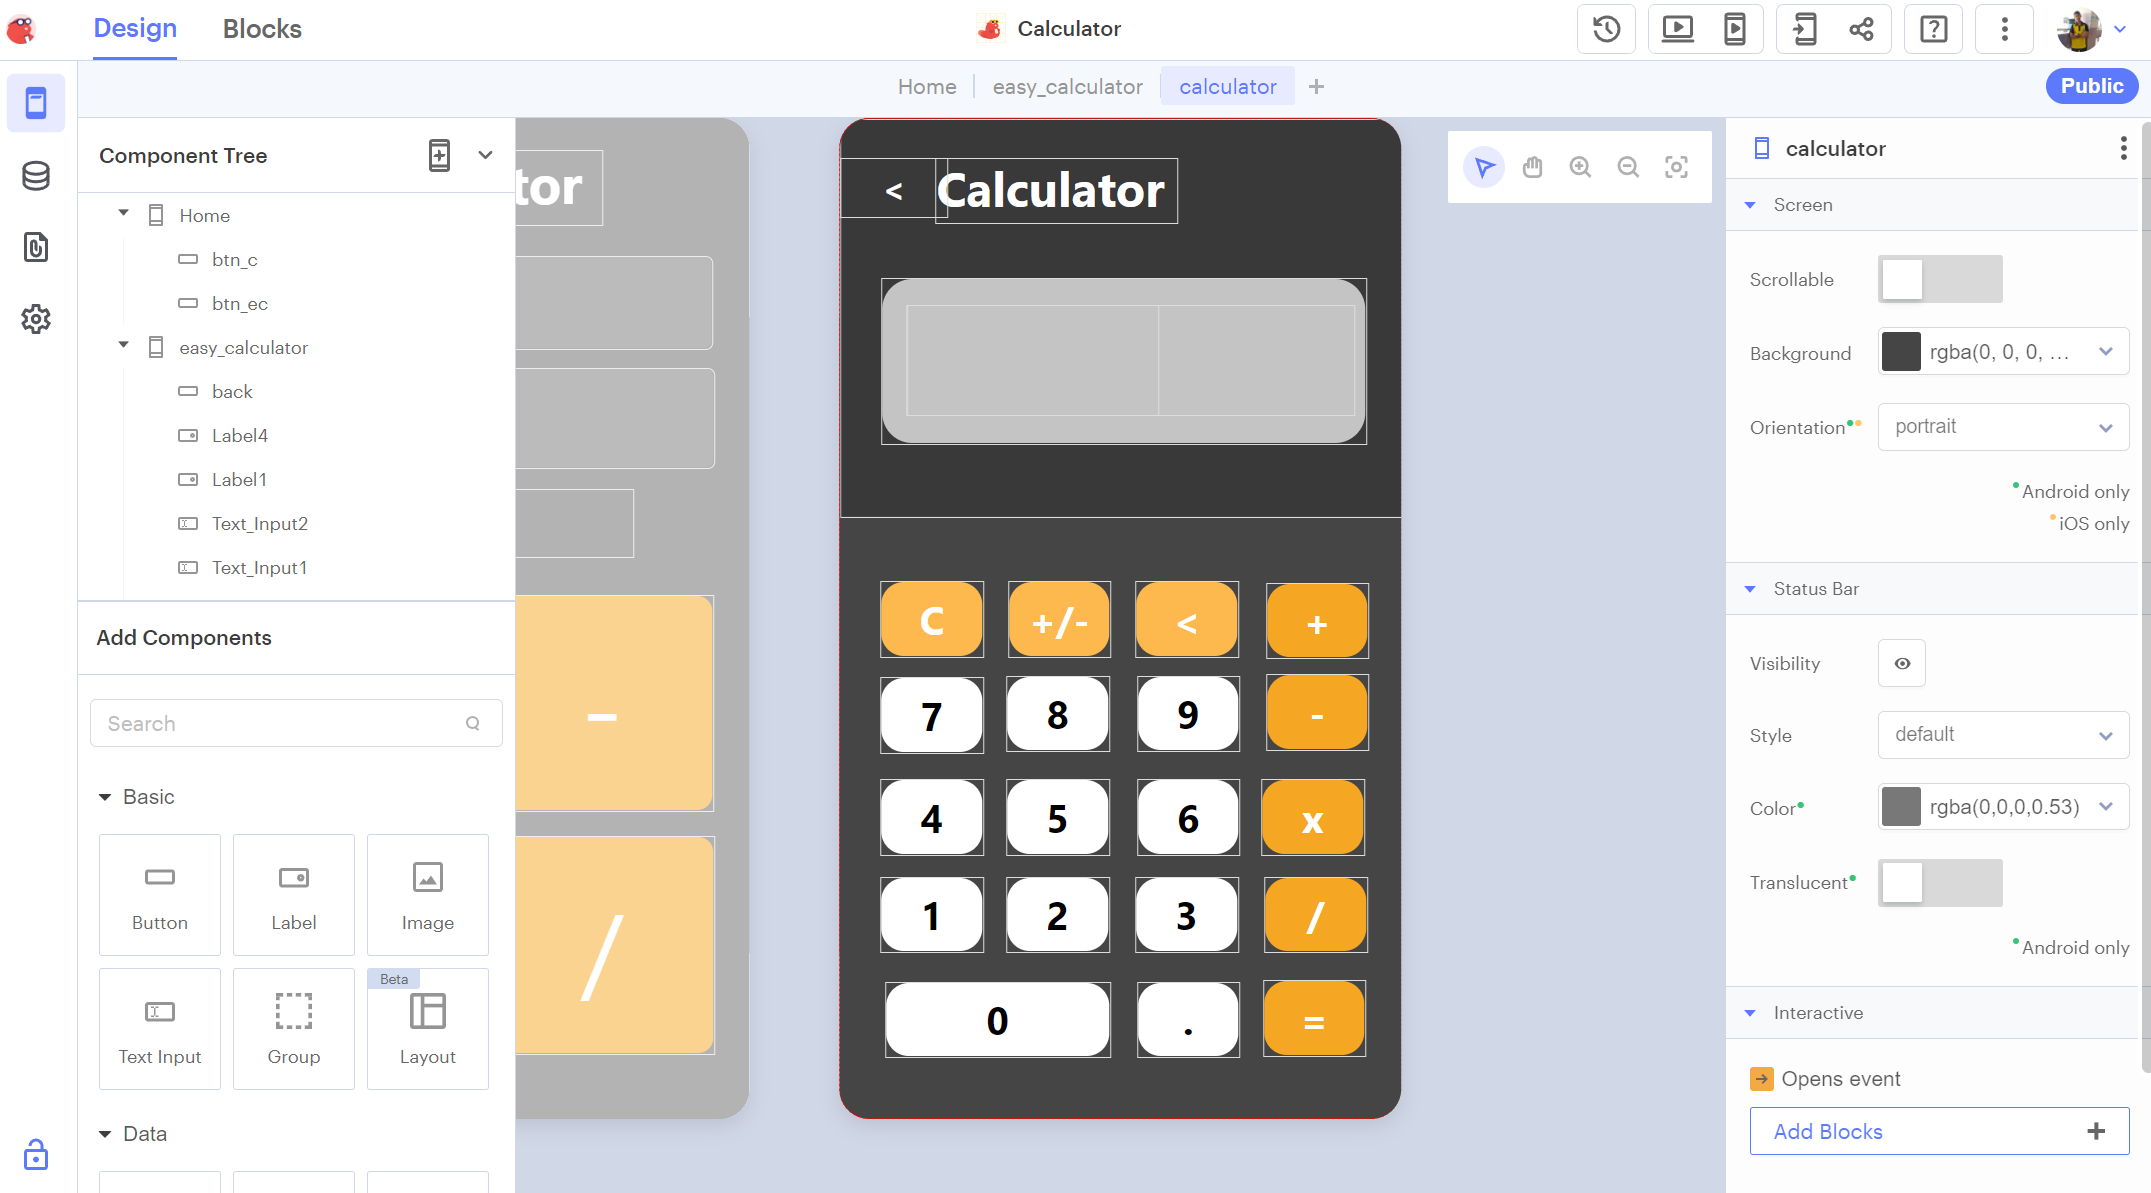 Design
Blocks
Calculator
Home
easy_calculator
calculator
+
Public
Component Tree
Home
btn_c
btn_ec
easy_calculator
back
Label4
Label1
Text_Input2
Text_Input1
Add Components
Search
Basic
Button
Label
Image
Text Input
Group
Beta
Layout
Data
tor
–
/
< Calculator
C +/- < +
7 8 9 -
4 5 6 x
1 2 3 /
0 . =
calculator
Screen
Scrollable
Background rgba(0, 0, 0, ...
Orientation portrait
Android only
iOS only
Status Bar
Visibility
Style default
Color rgba(0,0,0,0.53)
Translucent
Android only
Interactive
Opens event
Add Blocks +